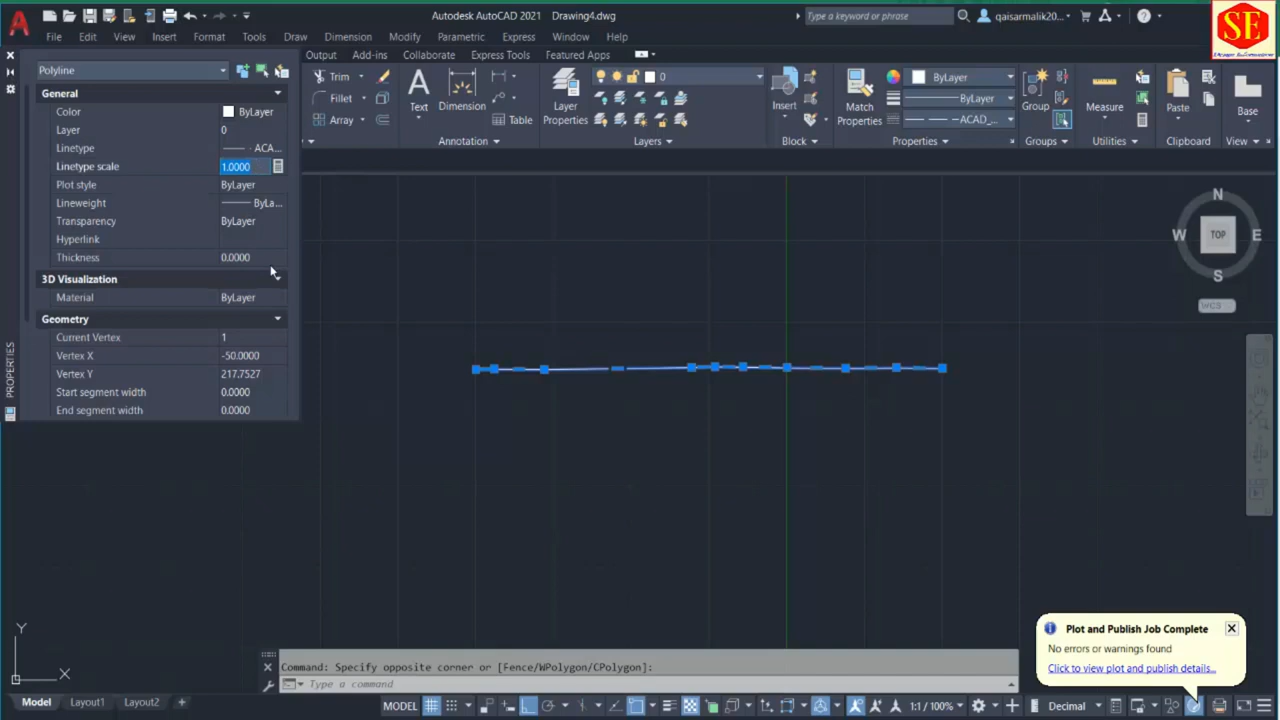 Autodesk AutoCAD 2021 Drawing4.dwg
Type a keyword or phrase
qaisarmalik20...
SE
File Edit View Insert Format Tools Draw Dimension Modify Parametric Express Window Help
Output Add-ins Collaborate Express Tools Featured Apps
Polyline
General
Color ByLayer
Layer 0
Linetype ACA...
Linetype scale 1.0000
Plot style ByLayer
Lineweight ByLa...
Transparency ByLayer
Hyperlink
Thickness 0.0000
3D Visualization
Material ByLayer
Geometry
Current Vertex 1
Vertex X -50.0000
Vertex Y 217.7527
Start segment width 0.0000
End segment width 0.0000
PROPERTIES
Trim
Fillet
Array
Text
Dimension
Table
Annotation
Layer Properties
0
Layers
Insert
Block
Match Properties
ByLayer
ByLayer
ACAD_...
Properties
Group
Groups
Measure
Utilities
Paste
Clipboard
Base
View
N
W TOP E
S
WCS
Y
X
Plot and Publish Job Complete
No errors or warnings found
Click to view plot and publish details...
Command: Specify opposite corner or [Fence/WPolygon/CPolygon]:
Type a command
Model Layout1 Layout2 +
MODEL
1:1 / 100%
Decimal